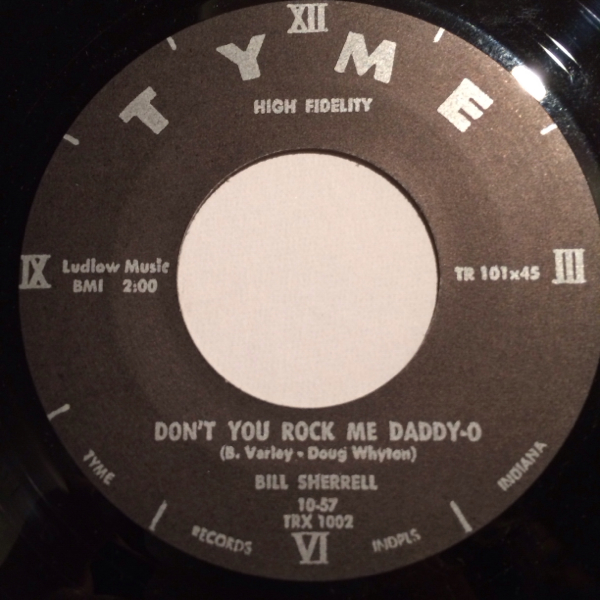 XII
TYME
HIGH FIDELITY
IX
Ludlow Music
BMI 2:00
TR 101x45
III
DON'T YOU ROCK ME DADDY-O
(B. Varley - Doug Whyton)
BILL SHERRELL
10-57
TRX 1002
VI
TYME RECORDS INDPLS INDIANA